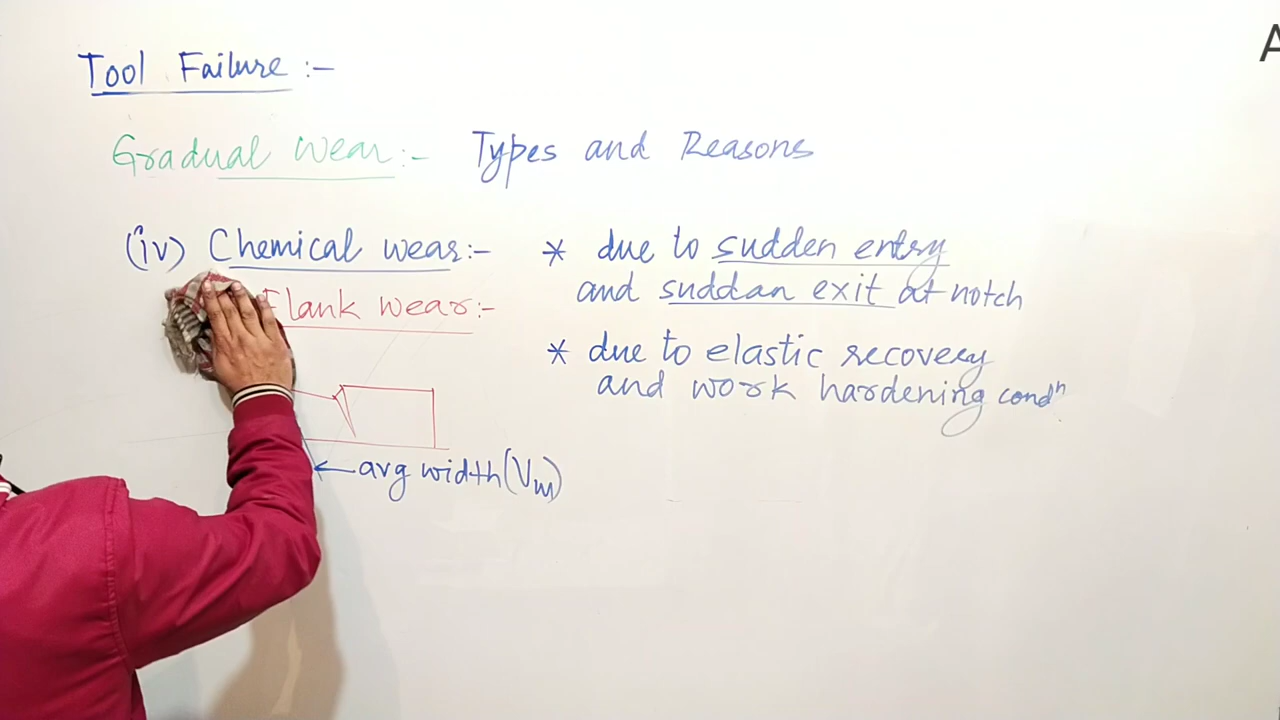 Tool Failure :-
Gradual wear:- Types and Reasons
(iv) Chemical wear:-
Flank wear:-
* due to sudden entry
and suddan exit at notch
* due to elastic recovery
and work hardening condⁿ
← avg width (Vw)
A